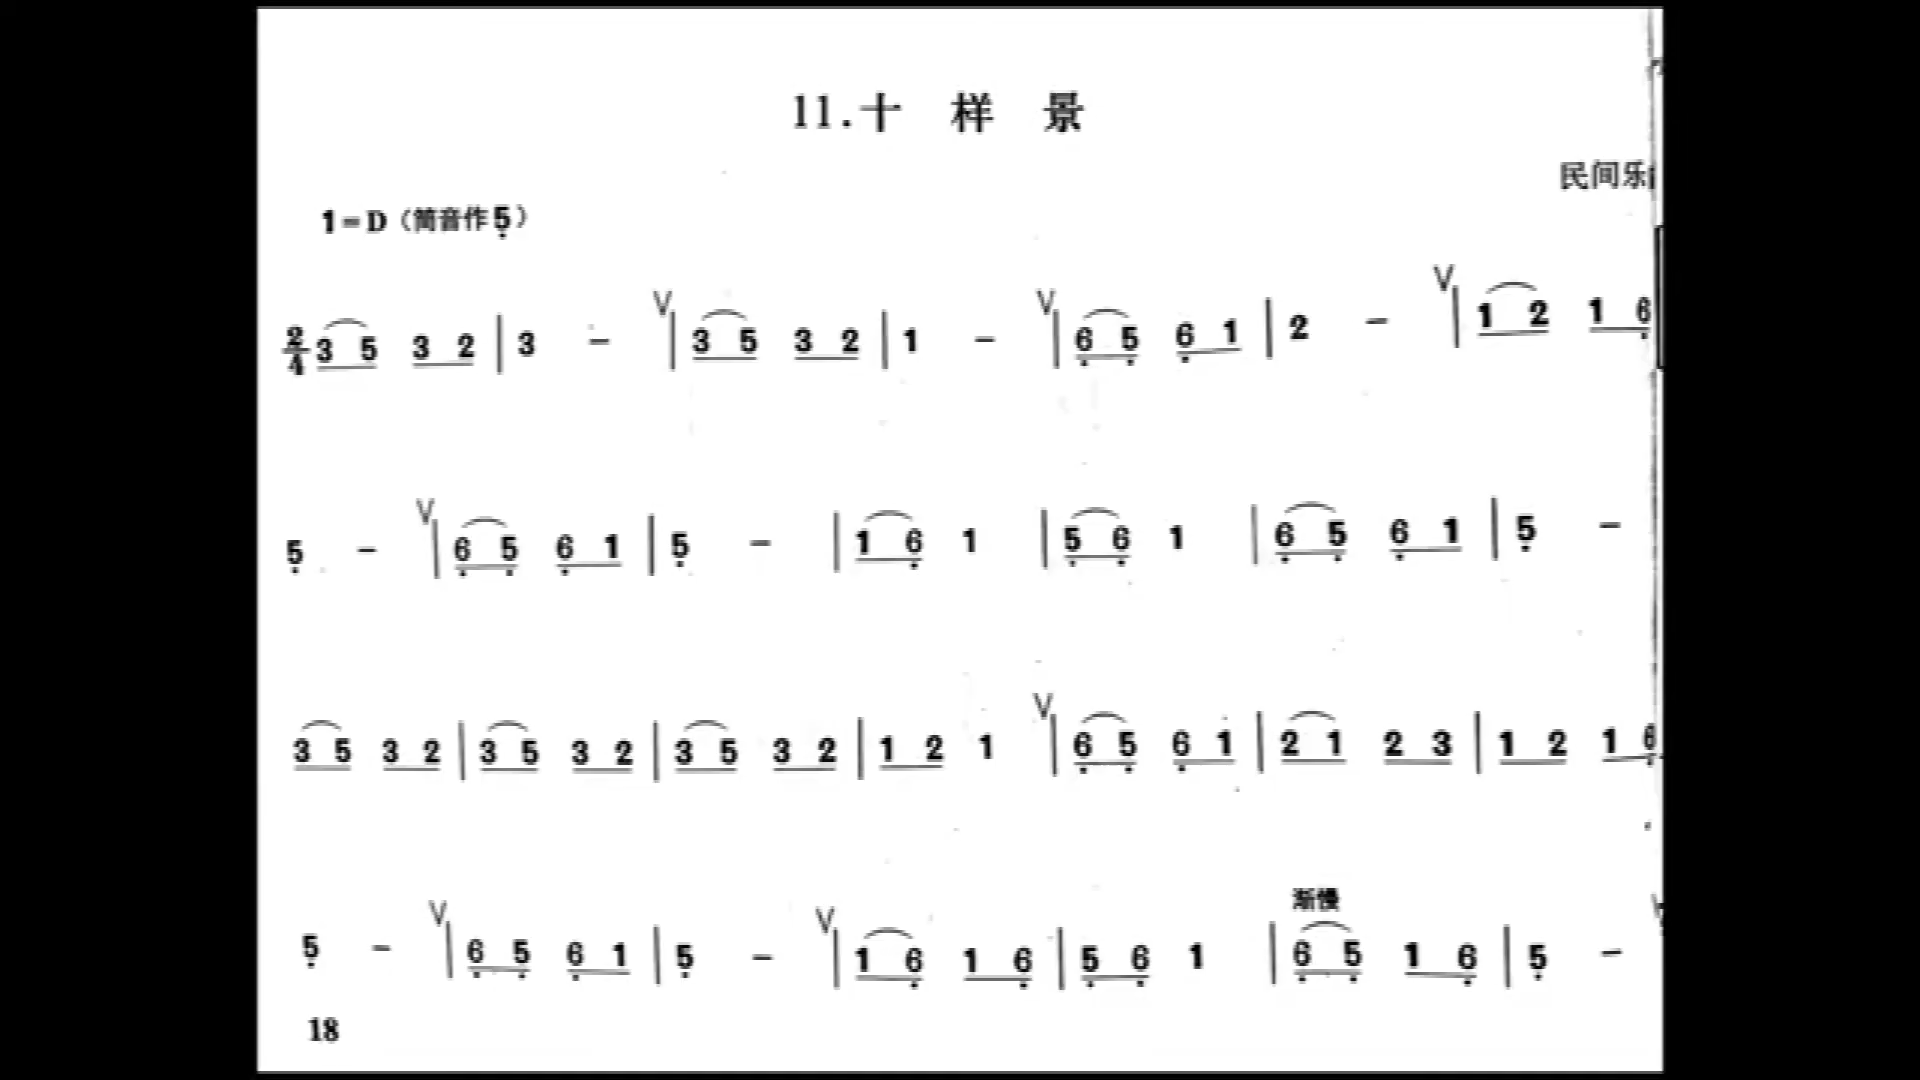 11.十 样 景
民间乐
1=D（筒音作5̣）
2/4 3 5 3 2 | 3 - V | 3 5 3 2 | 1 - V | 6̣ 5̣ 6̣ 1 | 2 - V | 1 2 1 6̣
5̣ - V | 6̣ 5̣ 6̣ 1 | 5̣ - | 1 6̣ 1 | 5̣ 6̣ 1 | 6̣ 5̣ 6̣ 1 | 5̣ -
3 5 3 2 | 3 5 3 2 | 3 5 3 2 | 1 2 1 V | 6̣ 5̣ 6̣ 1 | 2 1 2 3 | 1 2 1 6̣
渐慢
5̣ - V | 6̣ 5̣ 6̣ 1 | 5̣ - V | 1 6̣ 1 6̣ | 5̣ 6̣ 1 | 6̣ 5̣ 1 6̣ | 5̣ -
18